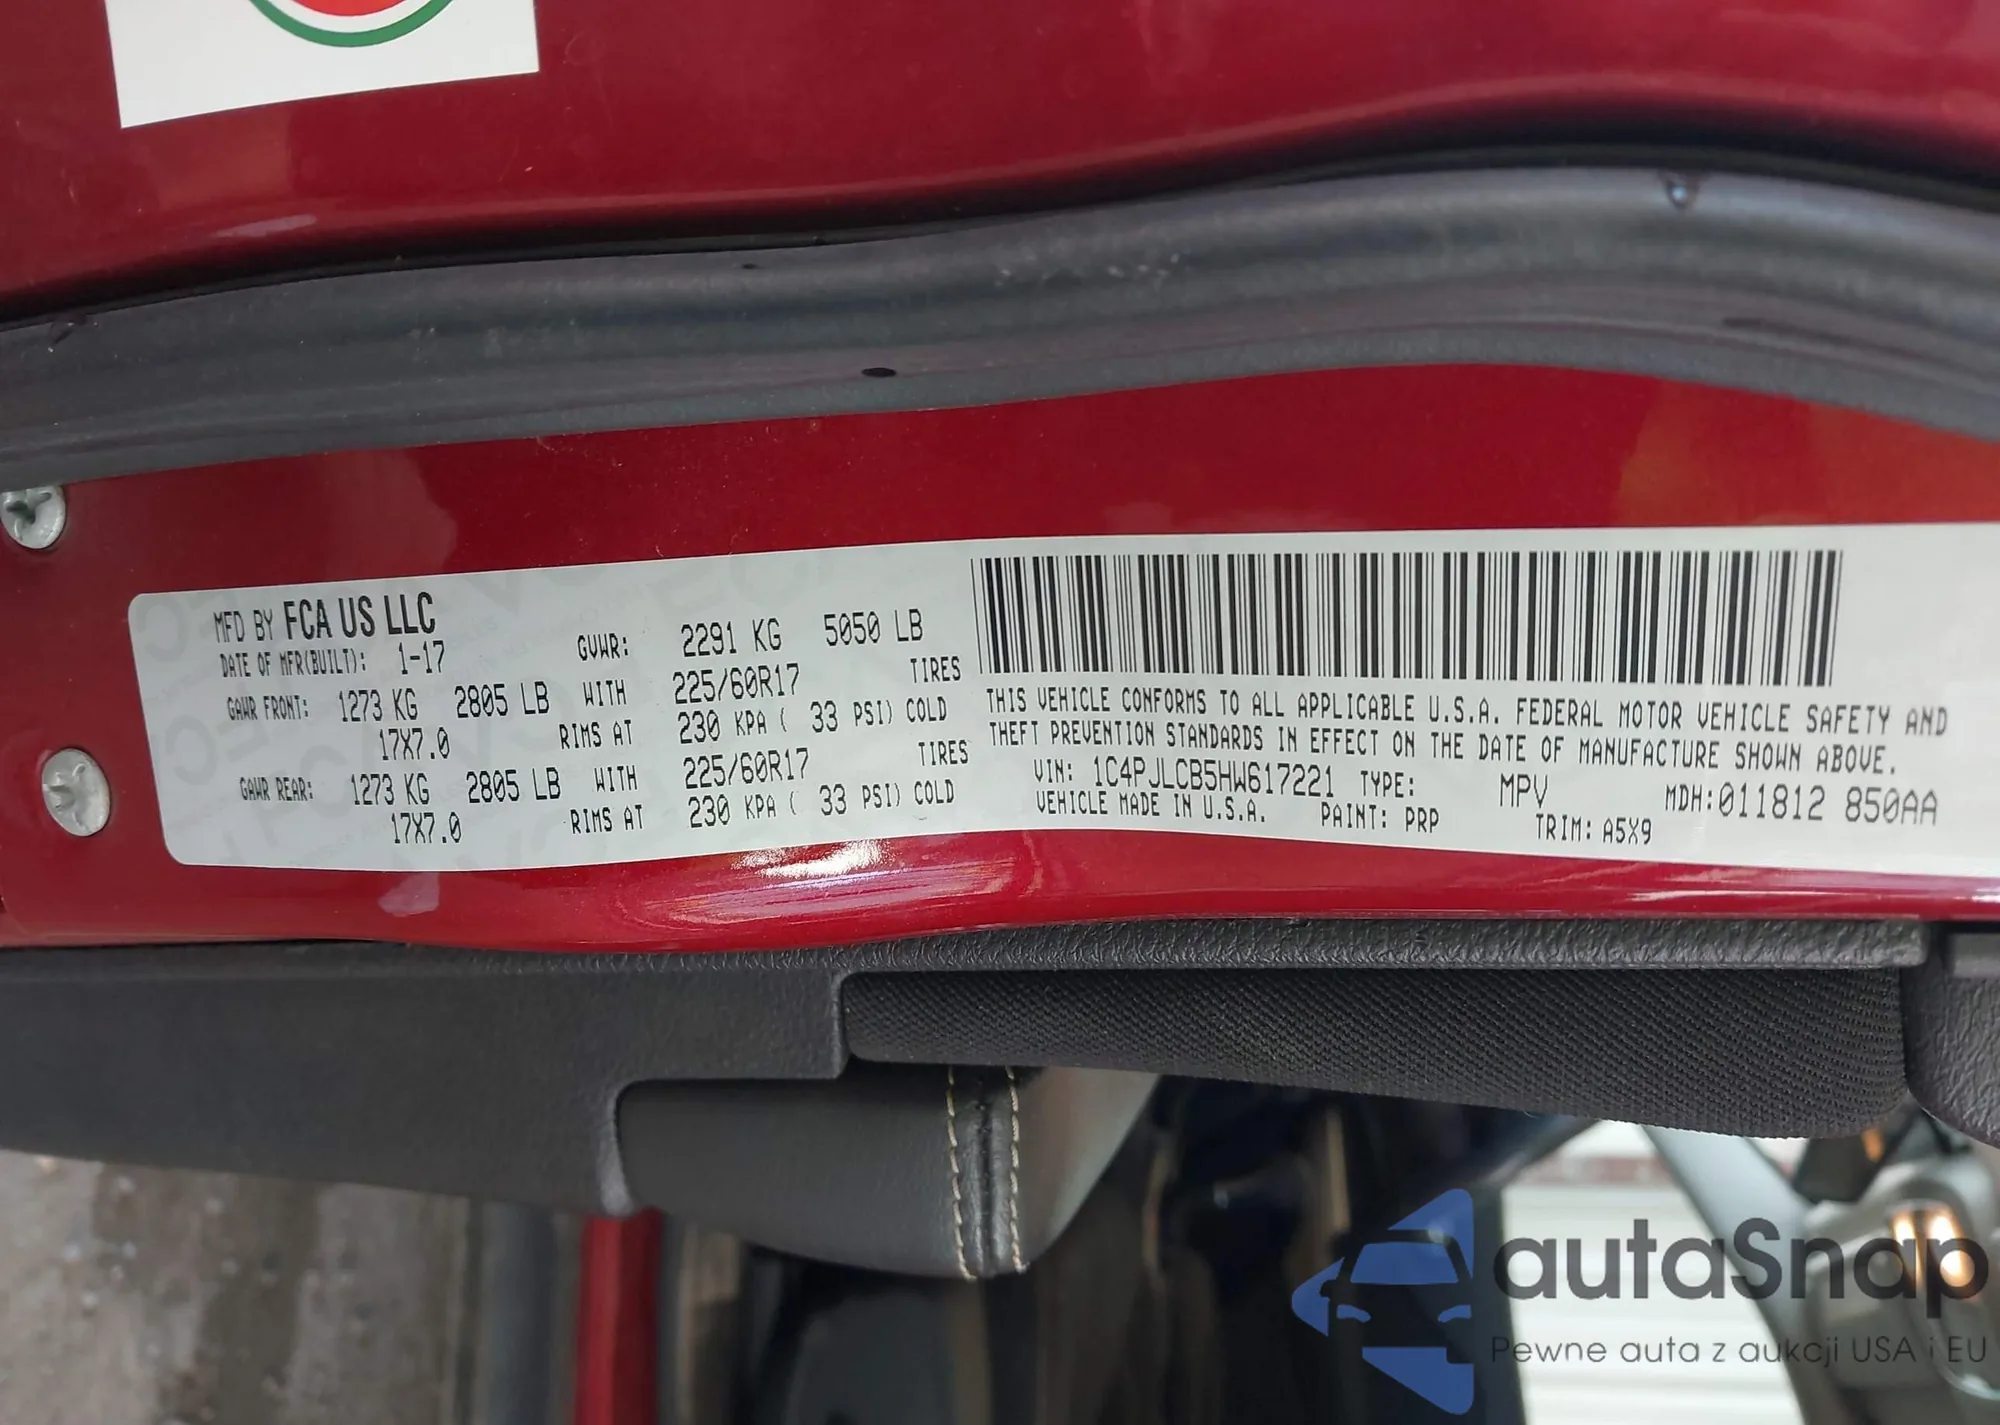 MFD BY FCA US LLC
DATE OF MFR(BUILT): 1-17 GVWR: 2291 KG 5050 LB
GAWR FRONT: 1273 KG 2805 LB WITH 225/60R17 TIRES
17X7.0 RIMS AT 230 KPA ( 33 PSI) COLD
GAWR REAR: 1273 KG 2805 LB WITH 225/60R17 TIRES
17X7.0 RIMS AT 230 KPA ( 33 PSI) COLD
THIS VEHICLE CONFORMS TO ALL APPLICABLE U.S.A. FEDERAL MOTOR VEHICLE SAFETY AND
THEFT PREVENTION STANDARDS IN EFFECT ON THE DATE OF MANUFACTURE SHOWN ABOVE.
VIN: 1C4PJLCB5HW617221 TYPE: MPV MDH:011812 850AA
VEHICLE MADE IN U.S.A. PAINT: PRP TRIM: A5X9
autaSnap
Pewne auta z aukcji USA i EU